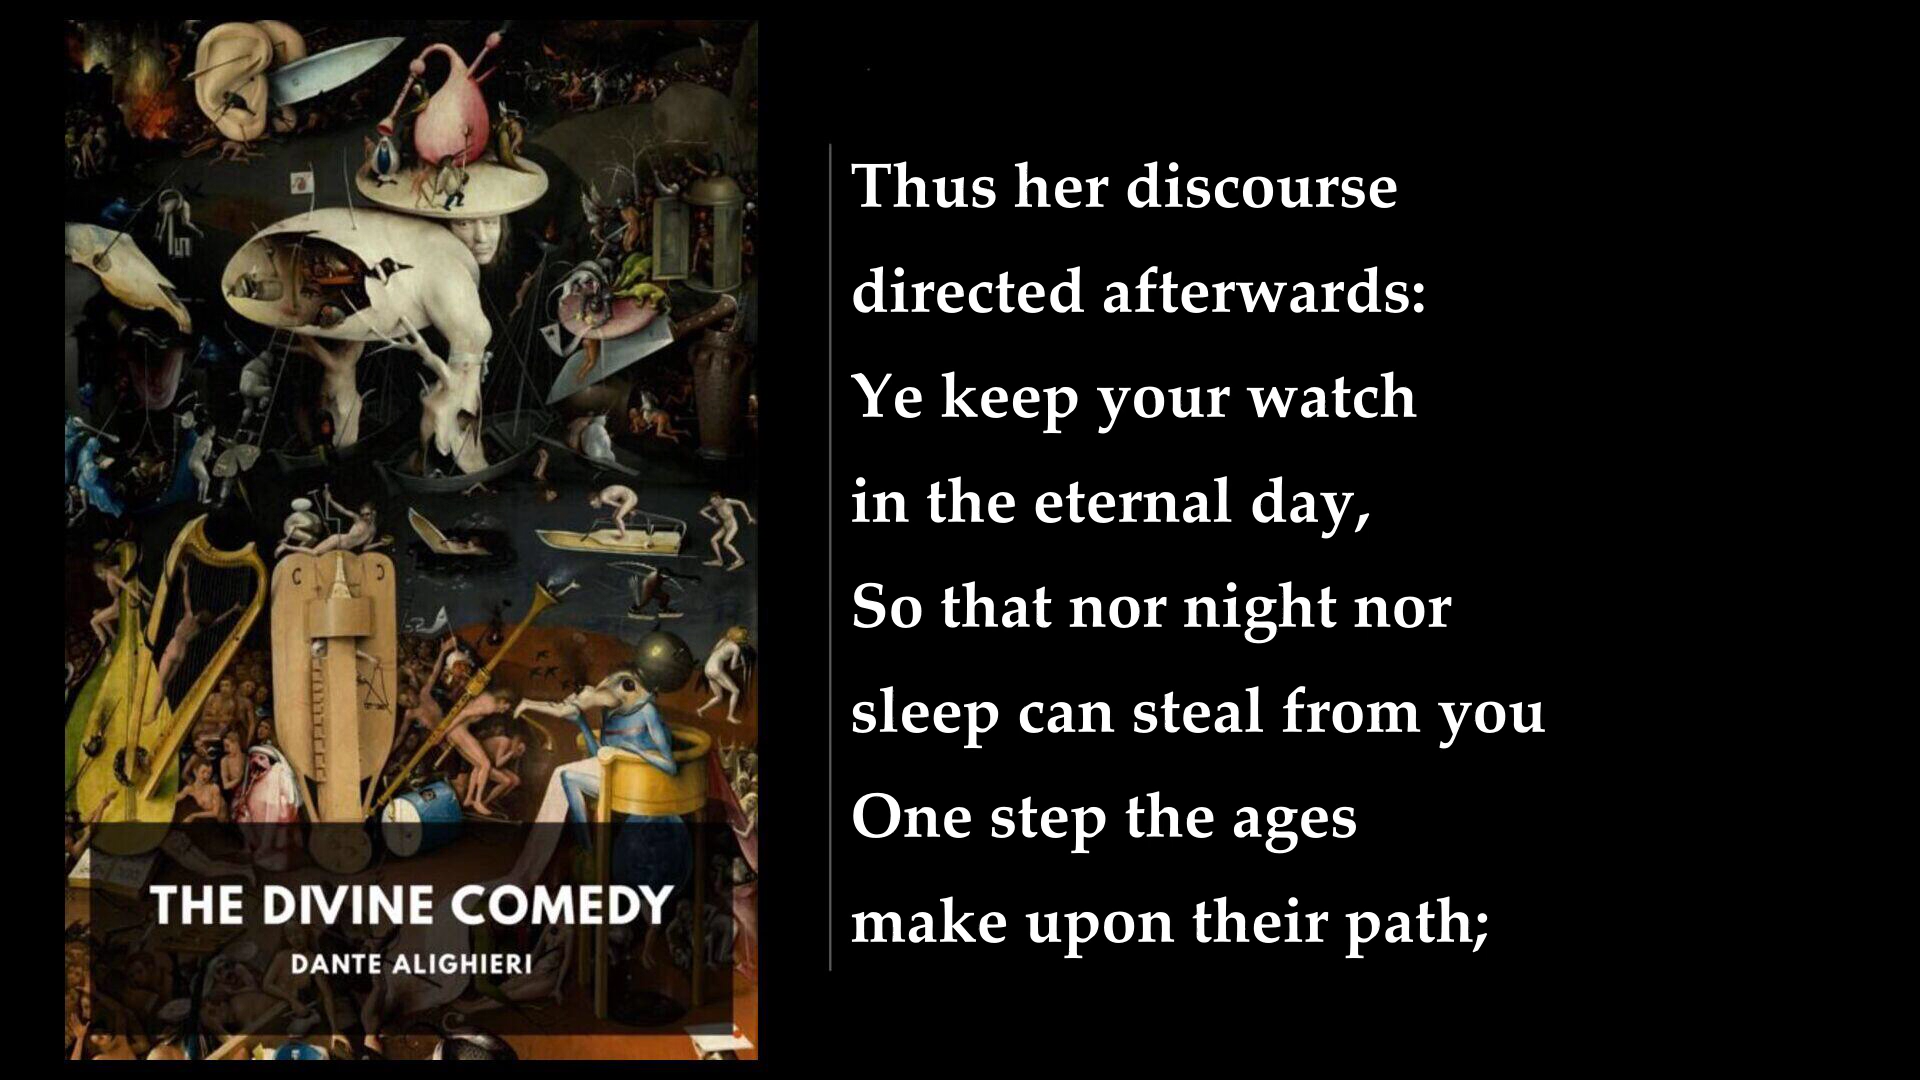 THE DIVINE COMEDY
DANTE ALIGHIERI
Thus her discourse
directed afterwards:
Ye keep your watch
in the eternal day,
So that nor night nor
sleep can steal from you
One step the ages
make upon their path;